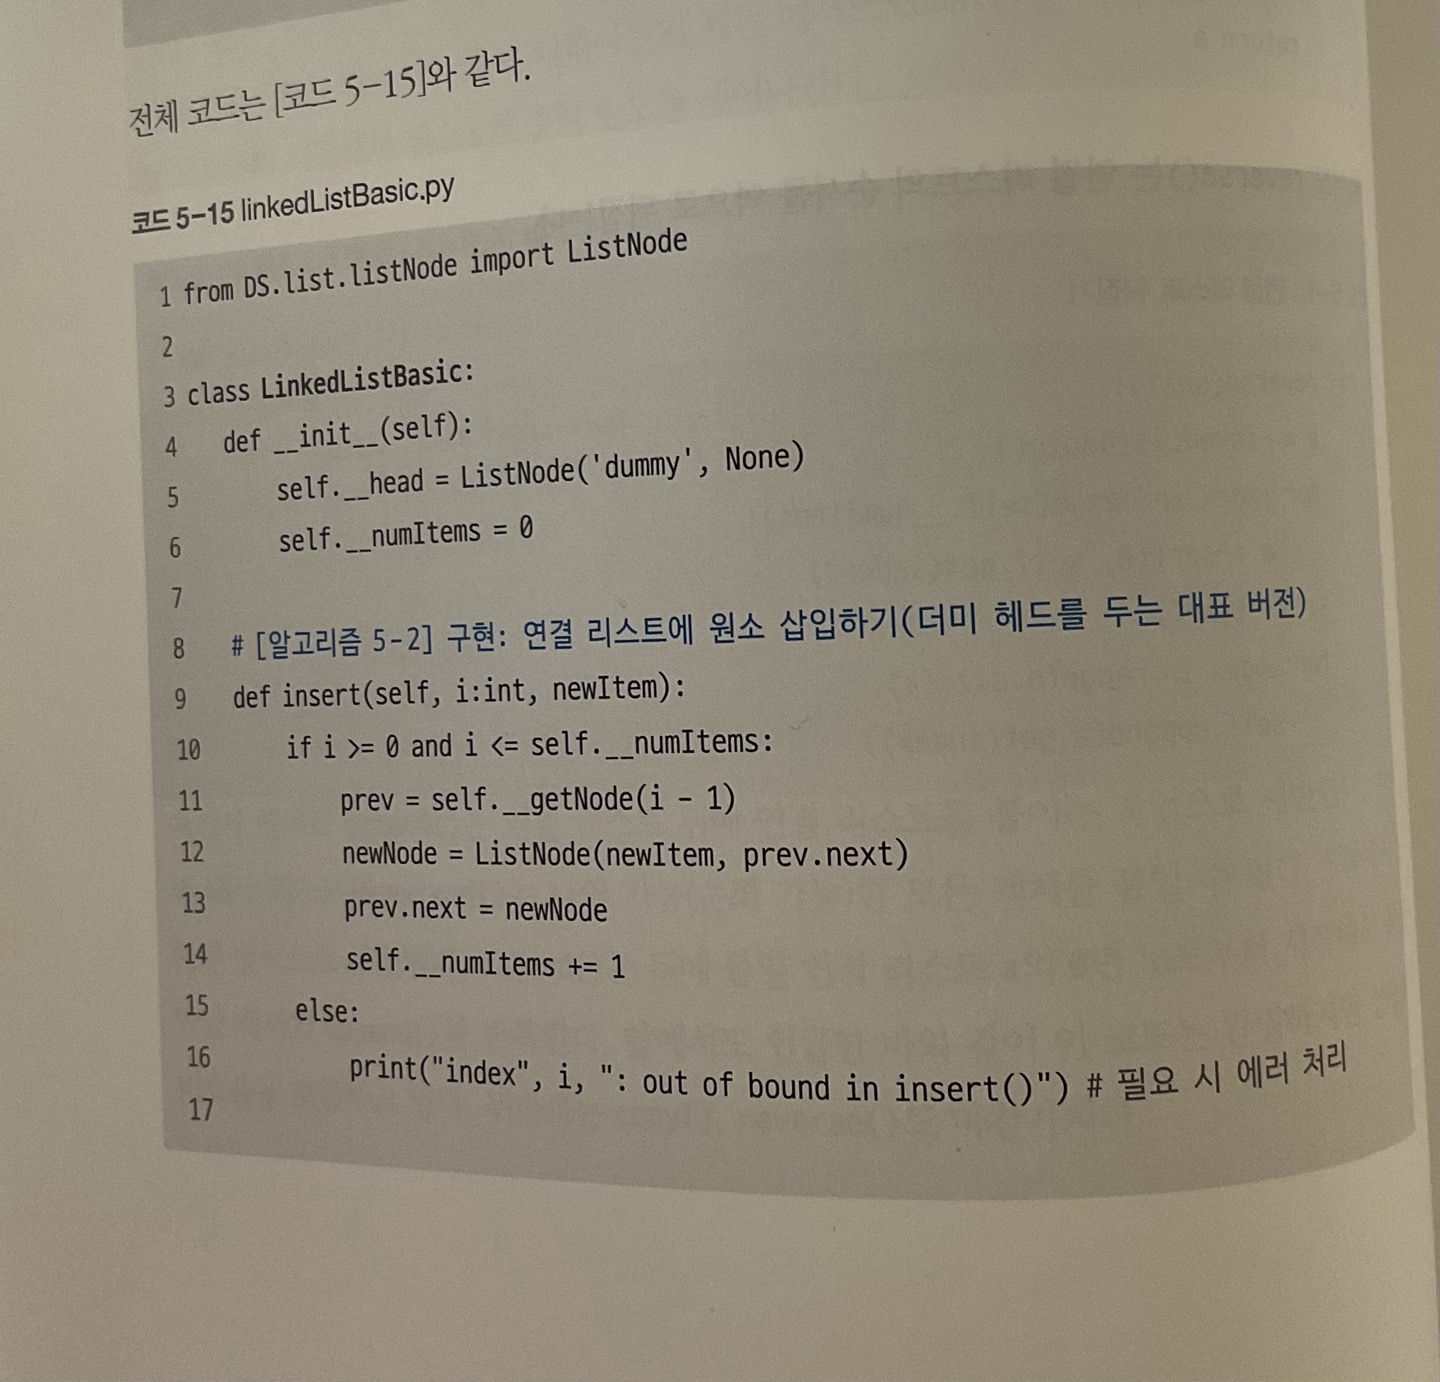 전체 코드는 [코드 5-15]와 같다.
코드 5-15 linkedListBasic.py
1 from DS.list.listNode import ListNode
2
3 class LinkedListBasic:
4    def __init__(self):
5        self.__head = ListNode('dummy', None)
6        self.__numItems = 0
7
8    # [알고리즘 5-2] 구현: 연결 리스트에 원소 삽입하기(더미 헤드를 두는 대표 버전)
9    def insert(self, i:int, newItem):
10        if i >= 0 and i <= self.__numItems:
11            prev = self.__getNode(i - 1)
12            newNode = ListNode(newItem, prev.next)
13            prev.next = newNode
14            self.__numItems += 1
15        else:
16            print("index", i, ": out of bound in insert()") # 필요 시 에러 처리
17